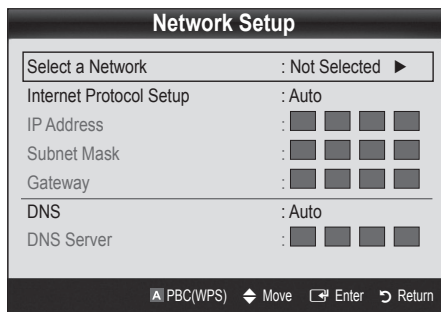 Network Setup
Select a Network : Not Selected ►
Internet Protocol Setup : Auto
IP Address :
Subnet Mask :
Gateway :
DNS : Auto
DNS Server :
A PBC(WPS) Move Enter Return